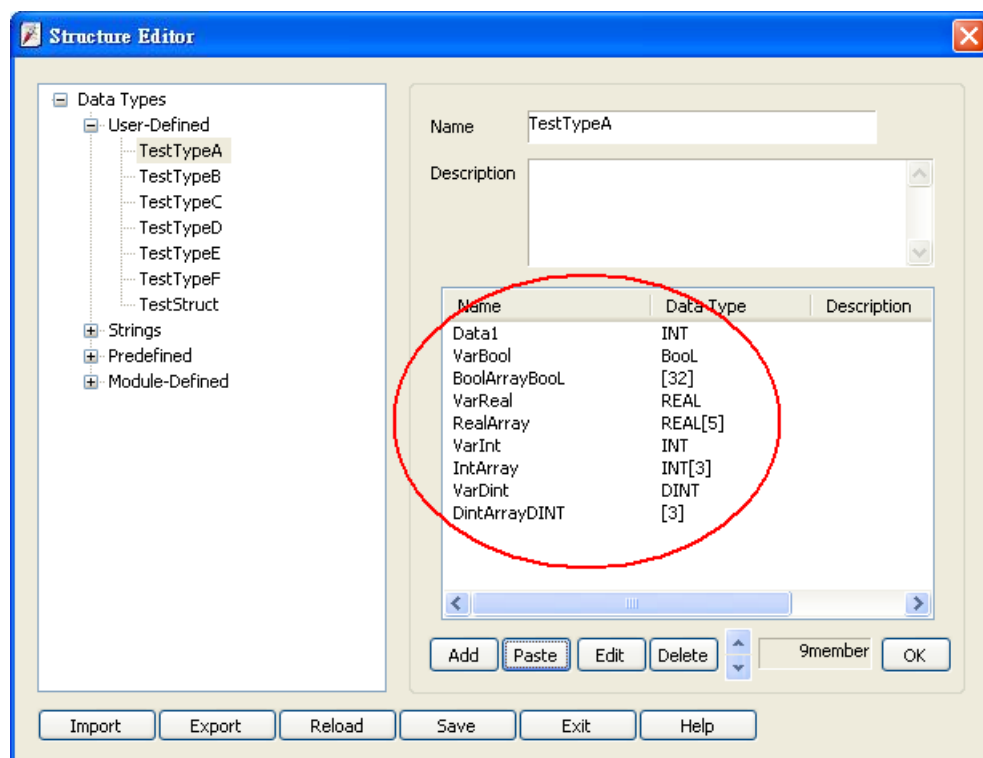 Structure Editor
Data Types
User-Defined
TestTypeA
TestTypeB
TestTypeC
TestTypeD
TestTypeE
TestTypeF
TestStruct
Strings
Predefined
Module-Defined
Name TestTypeA
Description
Name Data Type Description
Data1 INT
VarBool BooL
BoolArrayBooL [32]
VarReal REAL
RealArray REAL[5]
VarInt INT
IntArray INT[3]
VarDint DINT
DintArrayDINT [3]
Add Paste Edit Delete 9member OK
Import Export Reload Save Exit Help